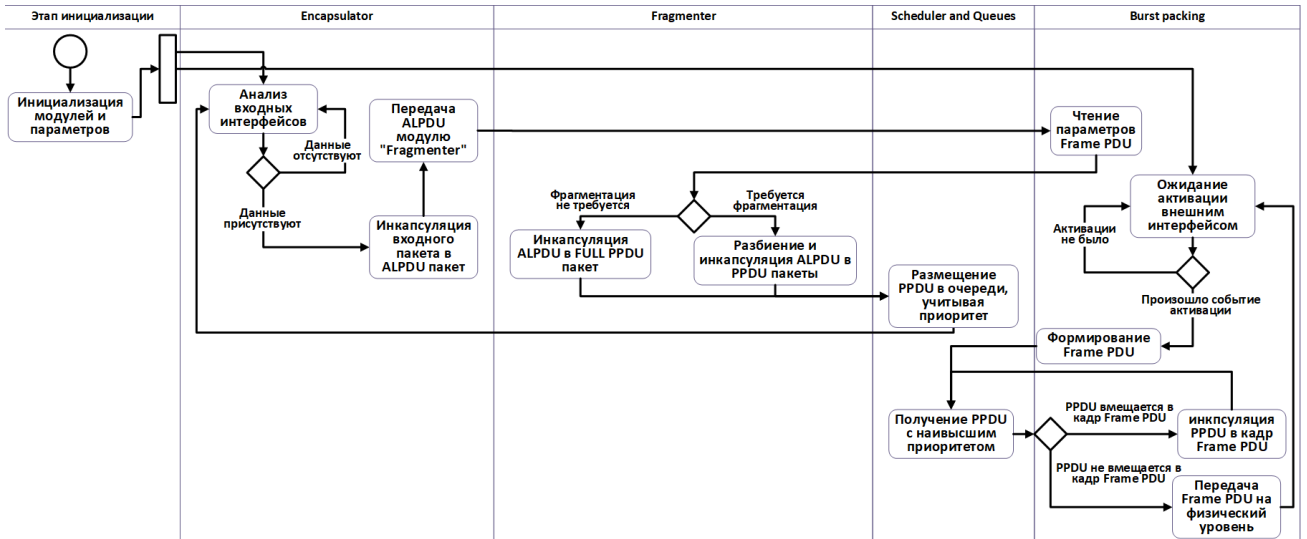 Этап инициализации
Encapsulator
Fragmenter
Scheduler and Queues
Burst packing
Инициализация
модулей и
параметров
Анализ
входных
интерфейсов
Данные
отсутствуют
Данные
присутствуют
Передача
ALPDU
модулю
"Fragmenter"
Инкапсуляция
входного
пакета в
ALPDU пакет
Чтение
параметров
Frame PDU
Фрагментация
не требуется
Требуется
фрагментация
Инкапсуляция
ALPDU в FULL PPDU
пакет
Разбиение и
инкапсуляция ALPDU в
PPDU пакеты
Размещение
PPDU в очереди,
учитывая
приоритет
Ожидание
активации
внешним
интерфейсом
Активации
не было
Произошло событие
активации
Формирование
Frame PDU
Получение PPDU
с наивысшим
приоритетом
PPDU вмещается в
кадр Frame PDU
инкпсуляция
PPDU в кадр
Frame PDU
PPDU не вмещается в
кадр Frame PDU
Передача
Frame PDU на
физический
уровень